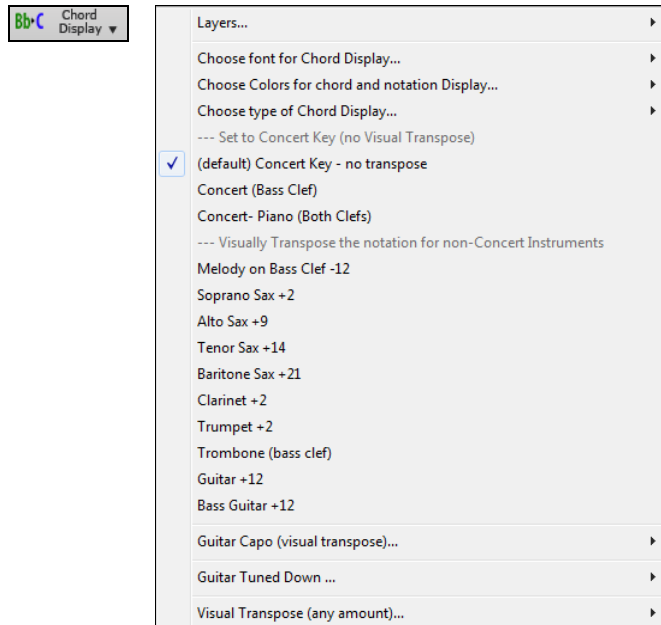 Bb•C Chord
Display ▼
Layers...
Choose font for Chord Display...
Choose Colors for chord and notation Display...
Choose type of Chord Display...
--- Set to Concert Key (no Visual Transpose)
(default) Concert Key - no transpose
Concert (Bass Clef)
Concert- Piano (Both Clefs)
--- Visually Transpose the notation for non-Concert Instruments
Melody on Bass Clef -12
Soprano Sax +2
Alto Sax +9
Tenor Sax +14
Baritone Sax +21
Clarinet +2
Trumpet +2
Trombone (bass clef)
Guitar +12
Bass Guitar +12
Guitar Capo (visual transpose)...
Guitar Tuned Down ...
Visual Transpose (any amount)...